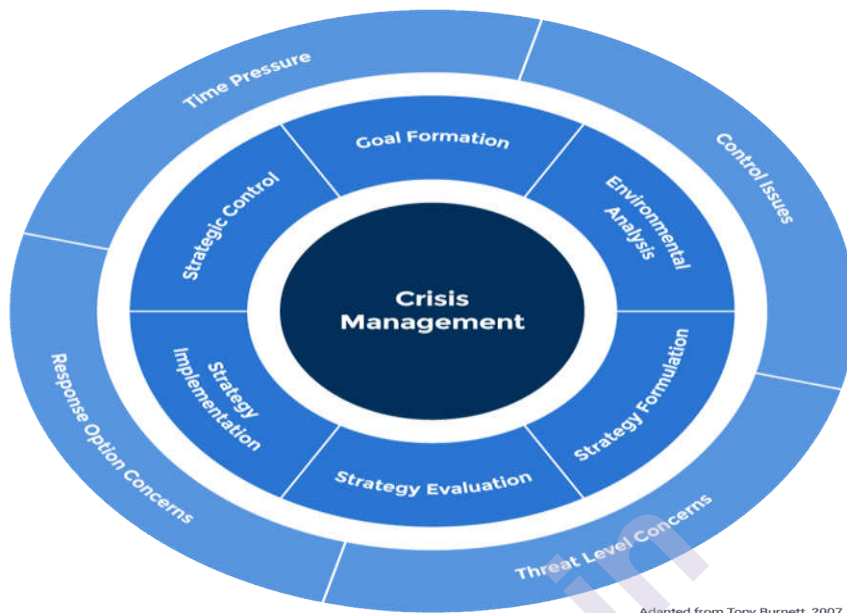 Crisis
Management
Goal Formation
Environmental
Analysis
Strategy Formulation
Strategy Evaluation
Strategy
Implementation
Strategic Control
Time Pressure
Control Issues
Threat Level Concerns
Response Option Concerns
Adapted from Tony Burnett, 2007
in